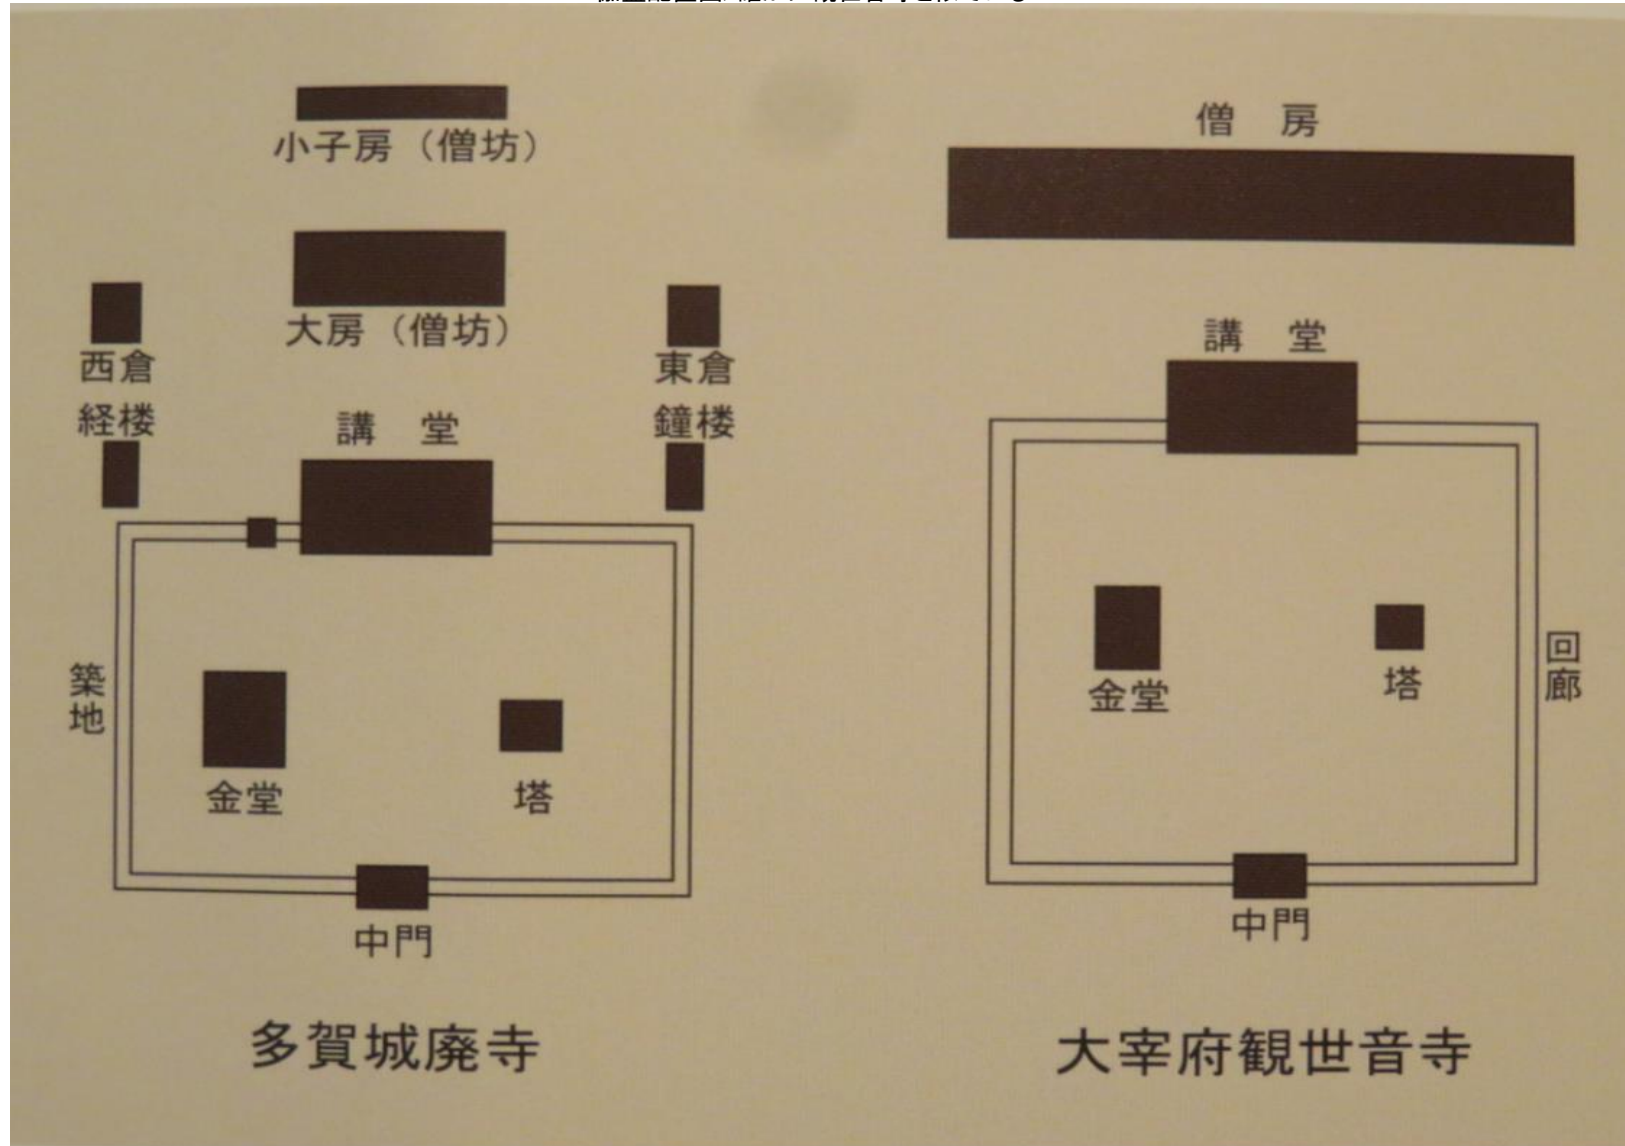 小子房（僧坊）
大房（僧坊）
西倉
東倉
経楼
鐘楼
講　堂
築地
金堂
塔
中門
多賀城廃寺
僧　房
講　堂
金堂
塔
回廊
中門
大宰府観世音寺